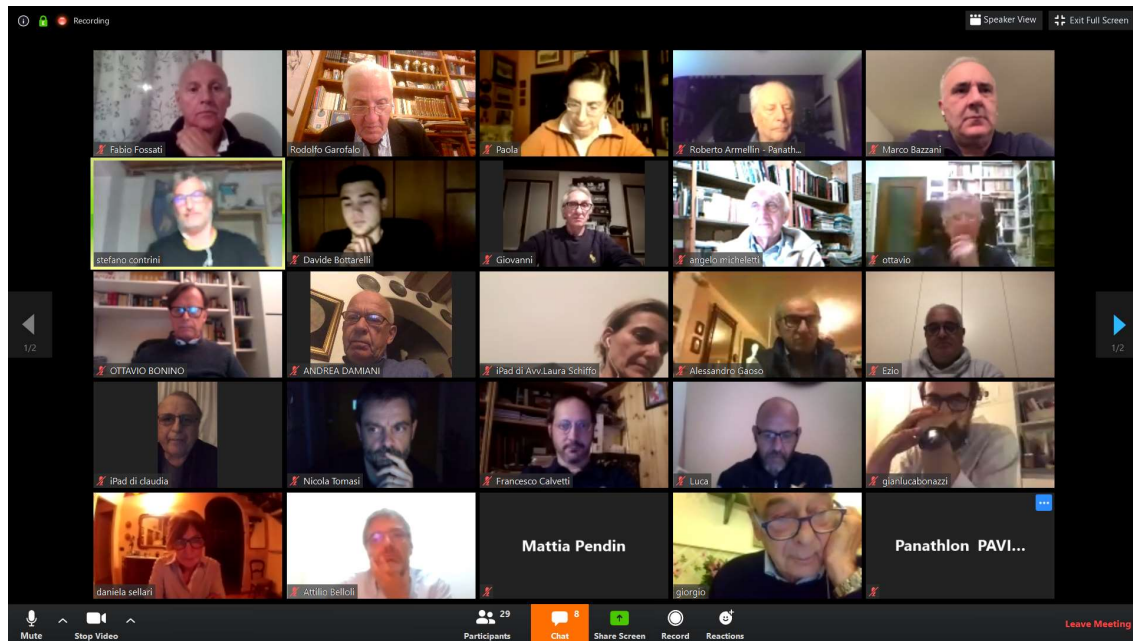 Recording
Speaker View
Exit Full Screen
Fabio Fossati
Rodolfo Garofalo
Paola
Roberto Armellin - Panath...
Marco Bazzani
stefano contrini
Davide Bottarelli
Giovanni
angelo micheletti
ottavio
1/2
1/2
OTTAVIO BONINO
ANDREA DAMIANI
iPad di Avv.Laura Schiffo
Alessandro Gaoso
Ezio
iPad di claudia
Nicola Tomasi
Francesco Calvetti
Luca
gianlucabonazzi
daniela sellari
Attilio Belloli
Mattia Pendin
giorgio
Panathlon PAVI...
Mute
Stop Video
29
Participants
8
Chat
Share Screen
Record
Reactions
Leave Meeting